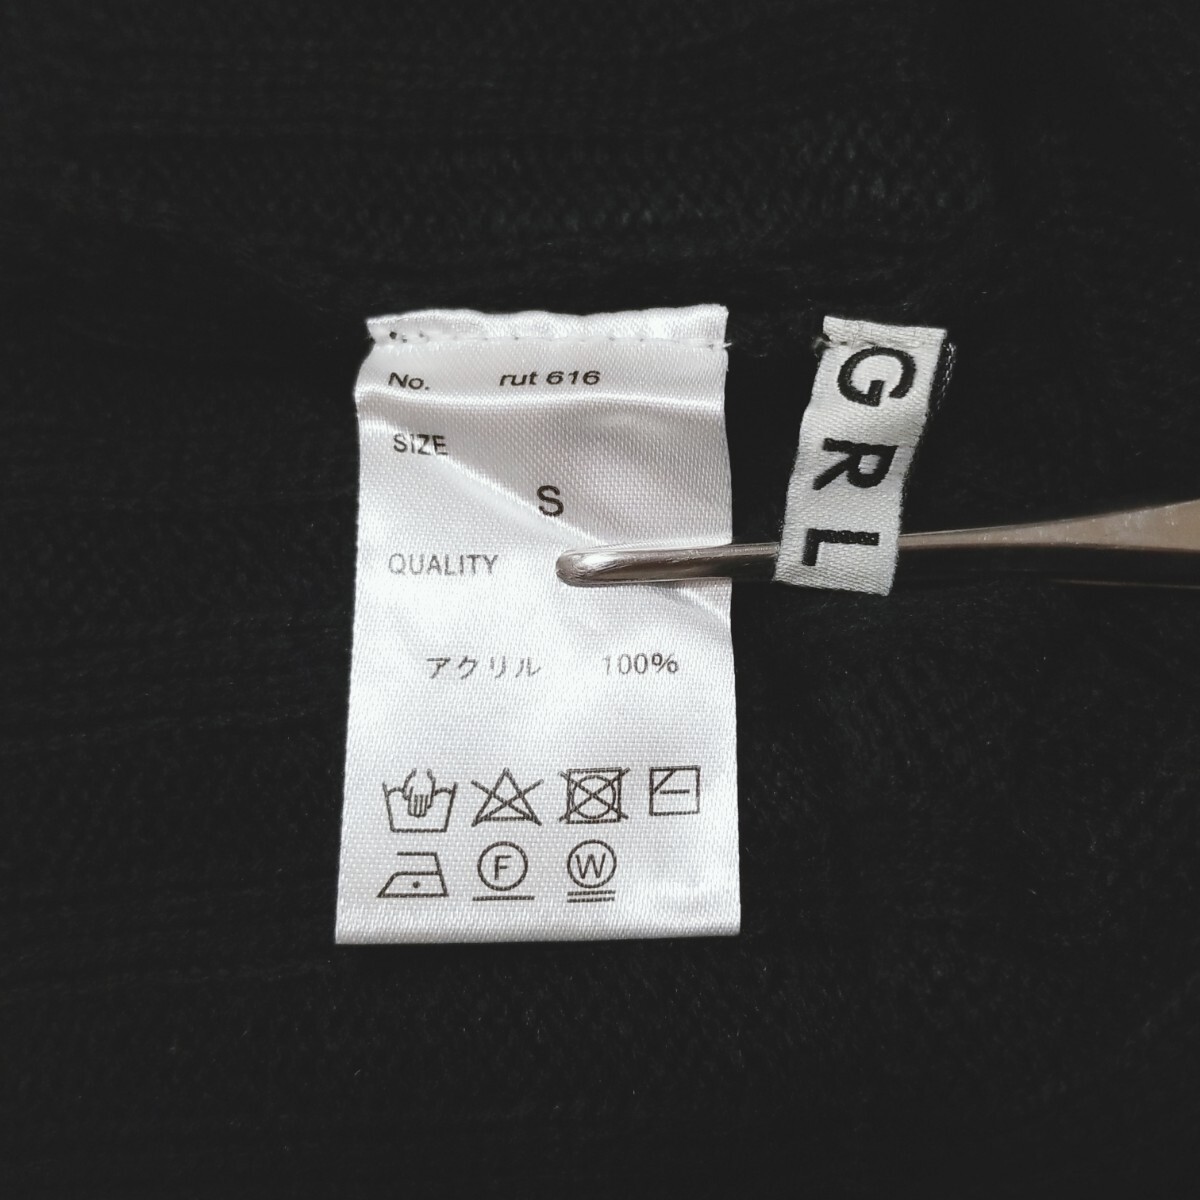 No. rut 616
SIZE
S
QUALITY
アクリル 100%
F W
GRL